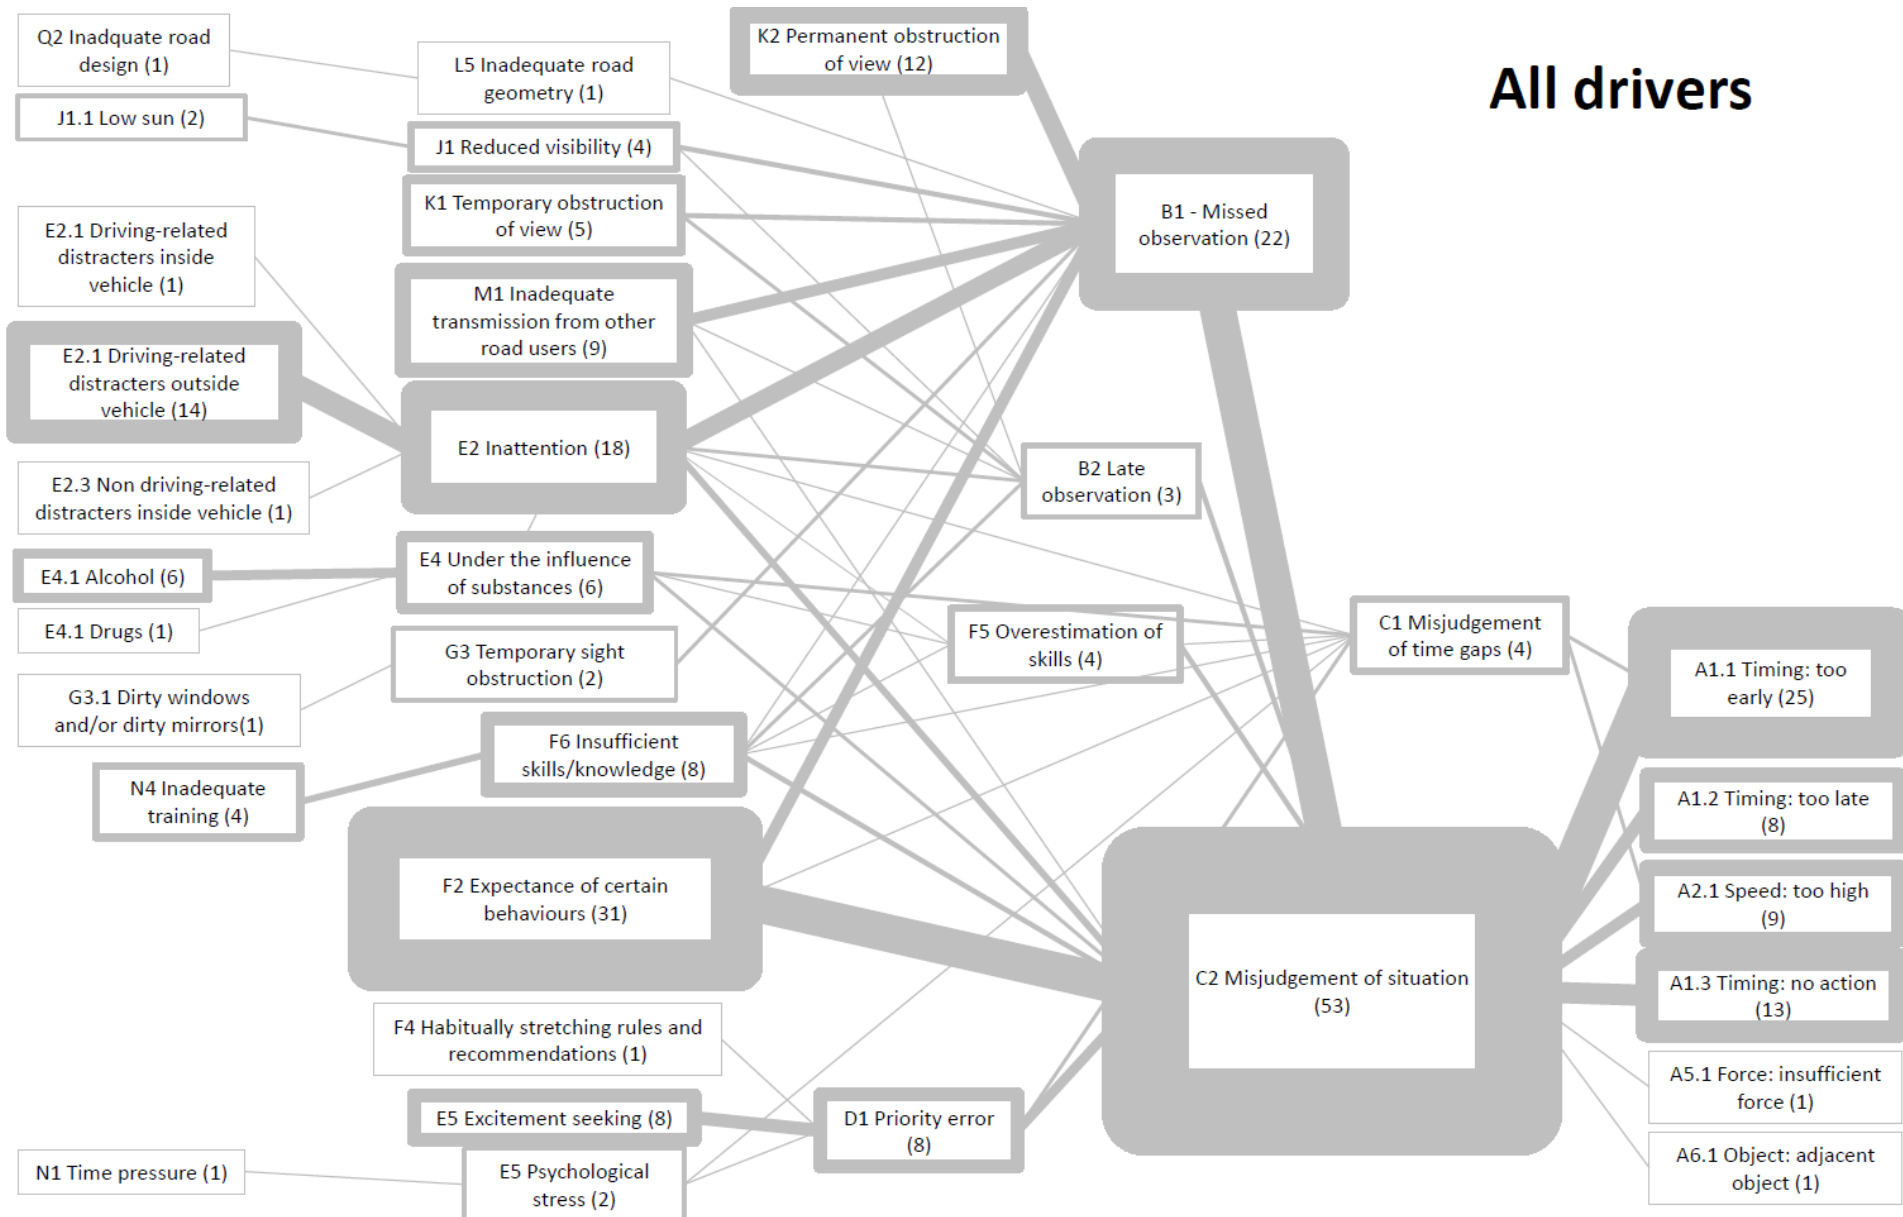 All drivers
Q2 Inadquate road
design (1)
J1.1 Low sun (2)
E2.1 Driving-related
distracters inside
vehicle (1)
E2.1 Driving-related
distracters outside
vehicle (14)
E2.3 Non driving-related
distracters inside vehicle (1)
E4.1 Alcohol (6)
E4.1 Drugs (1)
G3.1 Dirty windows
and/or dirty mirrors(1)
N4 Inadequate
training (4)
N1 Time pressure (1)
L5 Inadequate road
geometry (1)
J1 Reduced visibility (4)
K1 Temporary obstruction
of view (5)
M1 Inadequate
transmission from other
road users (9)
E2 Inattention (18)
E4 Under the influence
of substances (6)
G3 Temporary sight
obstruction (2)
F6 Insufficient
skills/knowledge (8)
F2 Expectance of certain
behaviours (31)
F4 Habitually stretching rules and
recommendations (1)
E5 Excitement seeking (8)
E5 Psychological
stress (2)
K2 Permanent obstruction
of view (12)
B1 - Missed
observation (22)
B2 Late
observation (3)
F5 Overestimation of
skills (4)
D1 Priority error
(8)
C1 Misjudgement
of time gaps (4)
C2 Misjudgement of situation
(53)
A1.1 Timing: too
early (25)
A1.2 Timing: too late
(8)
A2.1 Speed: too high
(9)
A1.3 Timing: no action
(13)
A5.1 Force: insufficient
force (1)
A6.1 Object: adjacent
object (1)